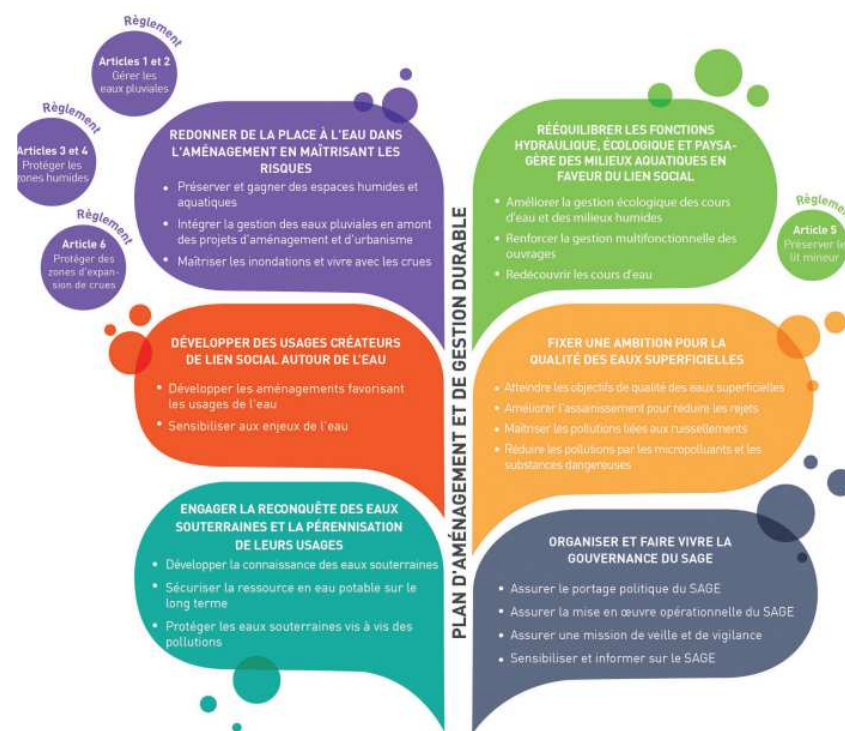 Règlement
Articles 1 et 2
Gérer les
eaux pluviales
Règlement
Articles 3 et 4
Protéger les
zones humides
Règlement
Article 6
Protéger des
zones d'expan-
sion de crues
REDONNER DE LA PLACE À L'EAU DANS
L'AMÉNAGEMENT EN MAÎTRISANT LES
RISQUES
• Préserver et gagner des espaces humides et
aquatiques
• Intégrer la gestion des eaux pluviales en amont
des projets d'aménagement et d'urbanisme
• Maîtriser les inondations et vivre avec les crues
DÉVELOPPER DES USAGES CRÉATEURS
DE LIEN SOCIAL AUTOUR DE L'EAU
• Développer les aménagements favorisant
les usages de l'eau
• Sensibiliser aux enjeux de l'eau
ENGAGER LA RECONQUÊTE DES EAUX
SOUTERRAINES ET LA PÉRENNISATION
DE LEURS USAGES
• Développer la connaissance des eaux souterraines
• Sécuriser la ressource en eau potable sur le
long terme
• Protéger les eaux souterraines vis à vis des
pollutions
PLAN D'AMÉNAGEMENT ET DE GESTION DURABLE
RÉÉQUILIBRER LES FONCTIONS
HYDRAULIQUE, ÉCOLOGIQUE ET PAYSA-
GÈRE DES MILIEUX AQUATIQUES EN
FAVEUR DU LIEN SOCIAL
• Améliorer la gestion écologique des cours
d'eau et des milieux humides
• Renforcer la gestion multifonctionnelle des
ouvrages
• Redécouvrir les cours d'eau
Règlement
Article 5
Préserver le
lit mineur
FIXER UNE AMBITION POUR LA
QUALITÉ DES EAUX SUPERFICIELLES
• Atteindre les objectifs de qualité des eaux superficielles
• Améliorer l'assainissement pour réduire les rejets
• Maîtriser les pollutions liées aux ruissellements
• Réduire les pollutions par les micropolluants et les
substances dangereuses
ORGANISER ET FAIRE VIVRE LA
GOUVERNANCE DU SAGE
• Assurer le portage politique du SAGE
• Assurer la mise en œuvre opérationnelle du SAGE
• Assurer une mission de veille et de vigilance
• Sensibiliser et informer sur le SAGE